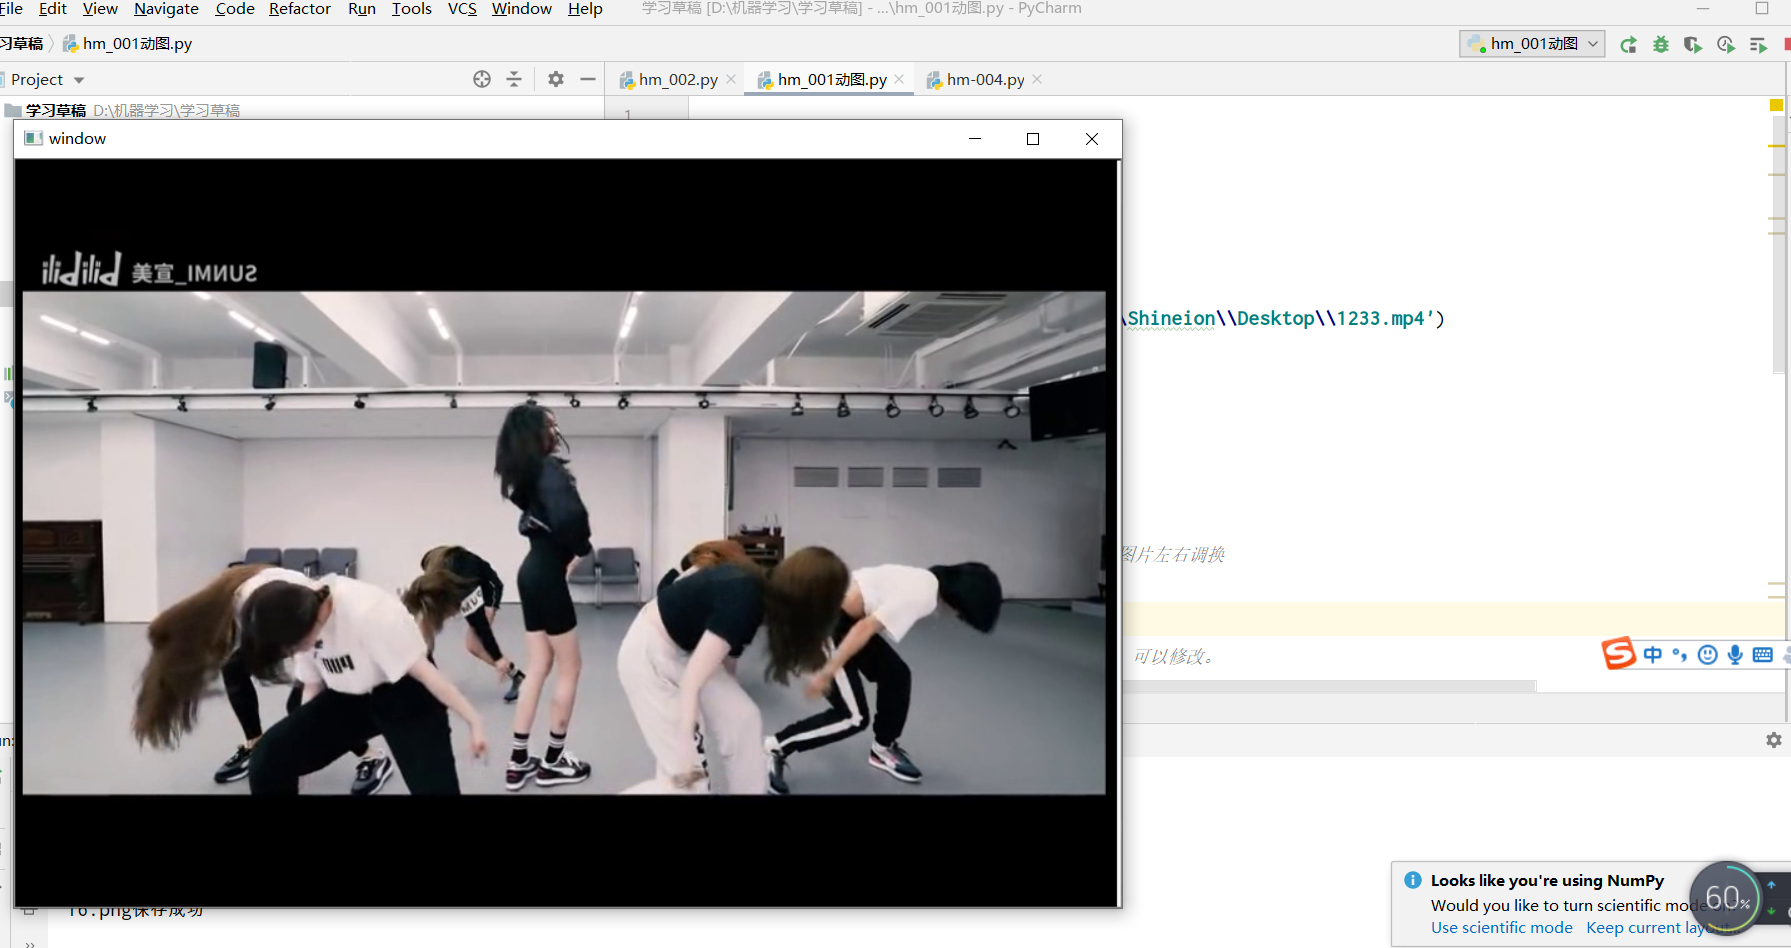 File Edit View Navigate Code Refactor Run Tools VCS Window Help 学习草稿 [D:\机器学习\学习草稿] - ...\hm_001动图.py - PyCharm
习草稿 hm_001动图.py hm_001动图
Project hm_002.py hm_001动图.py hm-004.py
学习草稿 D:\机器学习\学习草稿
1
window
bilibili 美宣_SUNMI
\Shineion\\Desktop\\1233.mp4')
图片左右调换
可以修改。
中
un:
Looks like you're using NumPy
Would you like to turn scientific mode on?
Use scientific mode Keep current layout...
60%
16.png保存成功